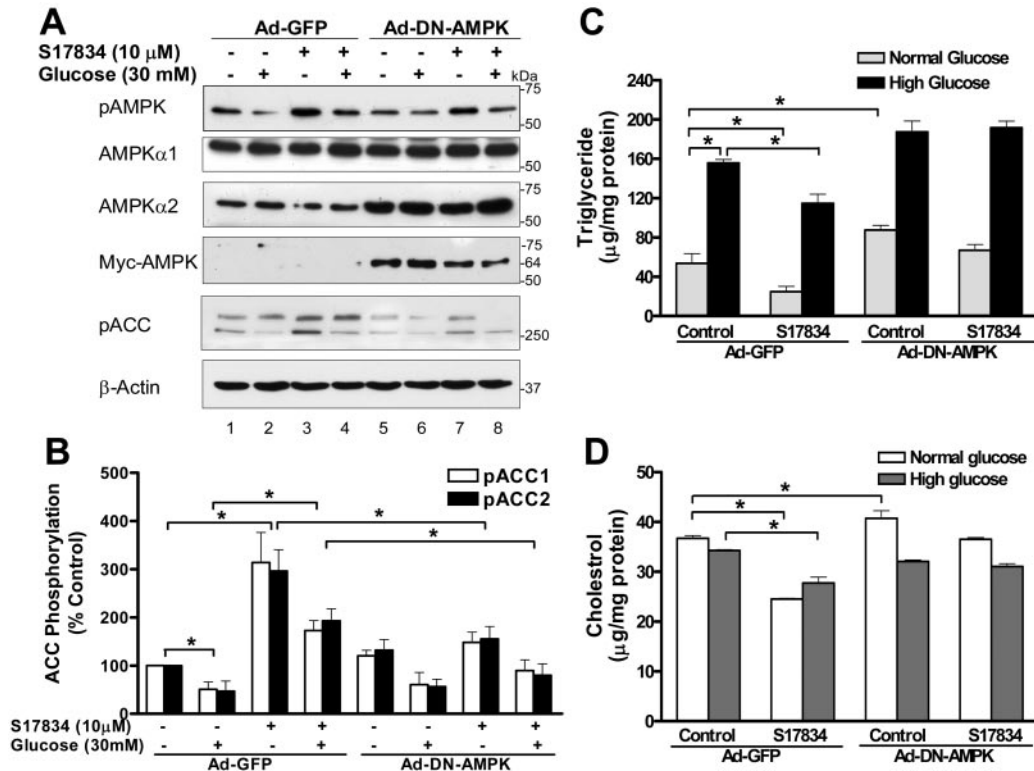 A
Ad-GFP Ad-DN-AMPK
S17834 (10 μM) - - + + - - + +
Glucose (30 mM) - + - + - + - + kDa
pAMPK
-75
-50
AMPKα1
-50
AMPKα2
-75
-50
Myc-AMPK
-64
pACC
-250
β-Actin
-37
1 2 3 4 5 6 7 8
B
ACC Phosphorylation
(% Control)
500
400
300
200
100
0
pACC1
pACC2
* * * * *
S17834 (10μM) - - + + - - + +
Glucose (30mM) - + - + - + - +
Ad-GFP Ad-DN-AMPK
C
Normal Glucose
High Glucose
Triglyceride
(μg/mg protein)
240
200
160
120
80
40
0
* * * *
Control S17834 Control S17834
Ad-GFP Ad-DN-AMPK
D
Normal glucose
High glucose
Cholestrol
(μg/mg protein)
50
40
30
20
10
0
* * *
Control S17834 Control S17834
Ad-GFP Ad-DN-AMPK